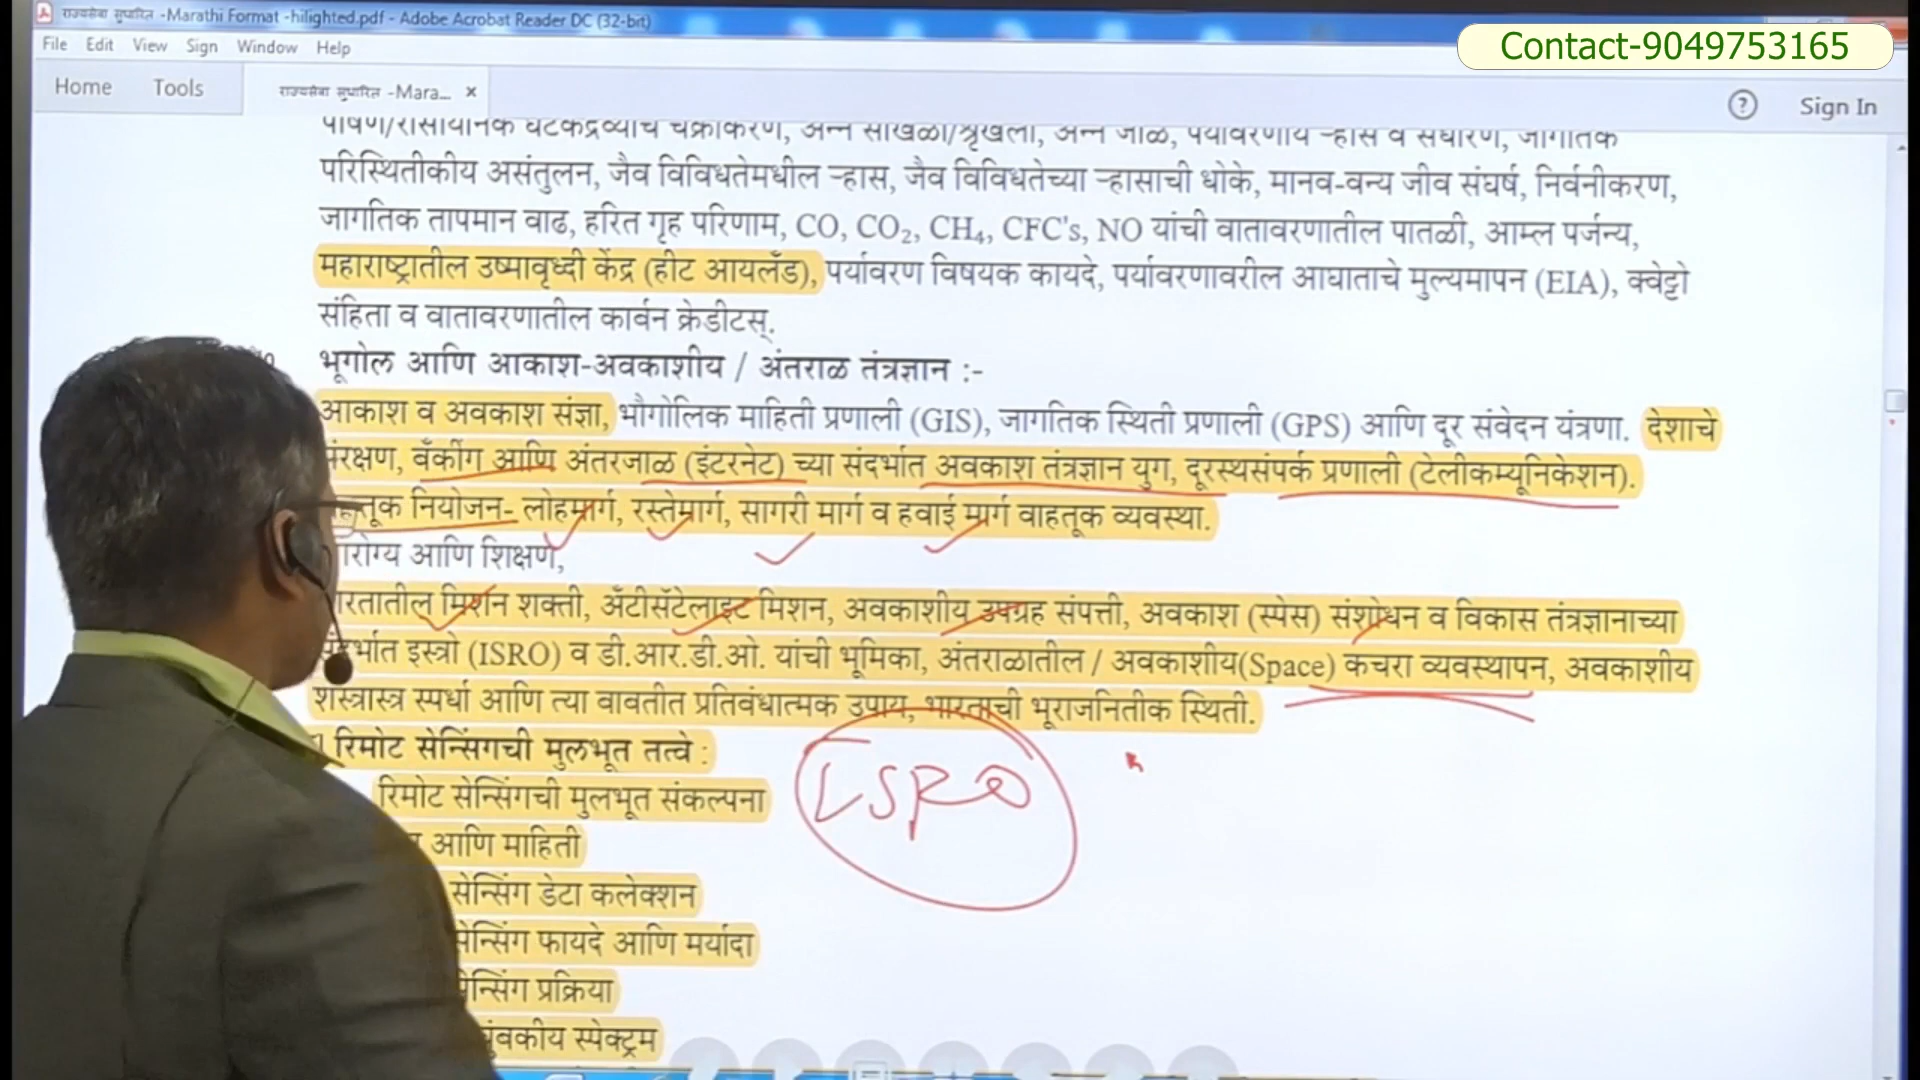 राज्यसेवा सुधारित -Marathi Format -hilighted.pdf - Adobe Acrobat Reader DC (32-bit)
File Edit View Sign Window Help
Contact-9049753165
Home Tools राज्यसेवा सुधारित -Mara... × ? Sign In
परिस्थितीकीय असंतुलन, जैव विविधतेमधील ऱ्हास, जैव विविधतेच्या ऱ्हासाची धोके, मानव-वन्य जीव संघर्ष, निर्वनीकरण,
जागतिक तापमान वाढ, हरित गृह परिणाम, CO, CO₂, CH₄, CFC's, NO यांची वातावरणातील पातळी, आम्ल पर्जन्य,
महाराष्ट्रातील उष्मावृध्दी केंद्र (हीट आयलँड), पर्यावरण विषयक कायदे, पर्यावरणावरील आघाताचे मुल्यमापन (EIA), क्वेट्टो
संहिता व वातावरणातील कार्बन क्रेडीटस्.
भूगोल आणि आकाश-अवकाशीय / अंतराळ तंत्रज्ञान :-
आकाश व अवकाश संज्ञा, भौगोलिक माहिती प्रणाली (GIS), जागतिक स्थिती प्रणाली (GPS) आणि दूर संवेदन यंत्रणा. देशाचे
बँकींग आणि अंतरजाळ (इंटरनेट) च्या संदर्भात अवकाश तंत्रज्ञान युग, दूरस्थसंपर्क प्रणाली (टेलीकम्यूनिकेशन).
नियोजन- लोहमार्ग, रस्तेमार्ग, सागरी मार्ग व हवाई मार्ग वाहतूक व्यवस्था.
आणि शिक्षण,
मिशन शक्ती, अँटीसॅटेलाइट मिशन, अवकाशीय उपग्रह संपत्ती, अवकाश (स्पेस) संशोधन व विकास तंत्रज्ञानाच्या
इस्त्रो (ISRO) व डी.आर.डी.ओ. यांची भूमिका, अंतराळातील / अवकाशीय(Space) कचरा व्यवस्थापन, अवकाशीय
शस्त्रास्त्र स्पर्धा आणि त्या बाबतीत प्रतिबंधात्मक उपाय, भारताची भूराजनितीक स्थिती.
रिमोट सेन्सिंगची मुलभूत तत्वे :
रिमोट सेन्सिंगची मुलभूत संकल्पना
ISRO
आणि माहिती
सेन्सिंग डेटा कलेक्शन
सेन्सिंग फायदे आणि मर्यादा
सेन्सिंग प्रक्रिया
स्पेक्ट्रम